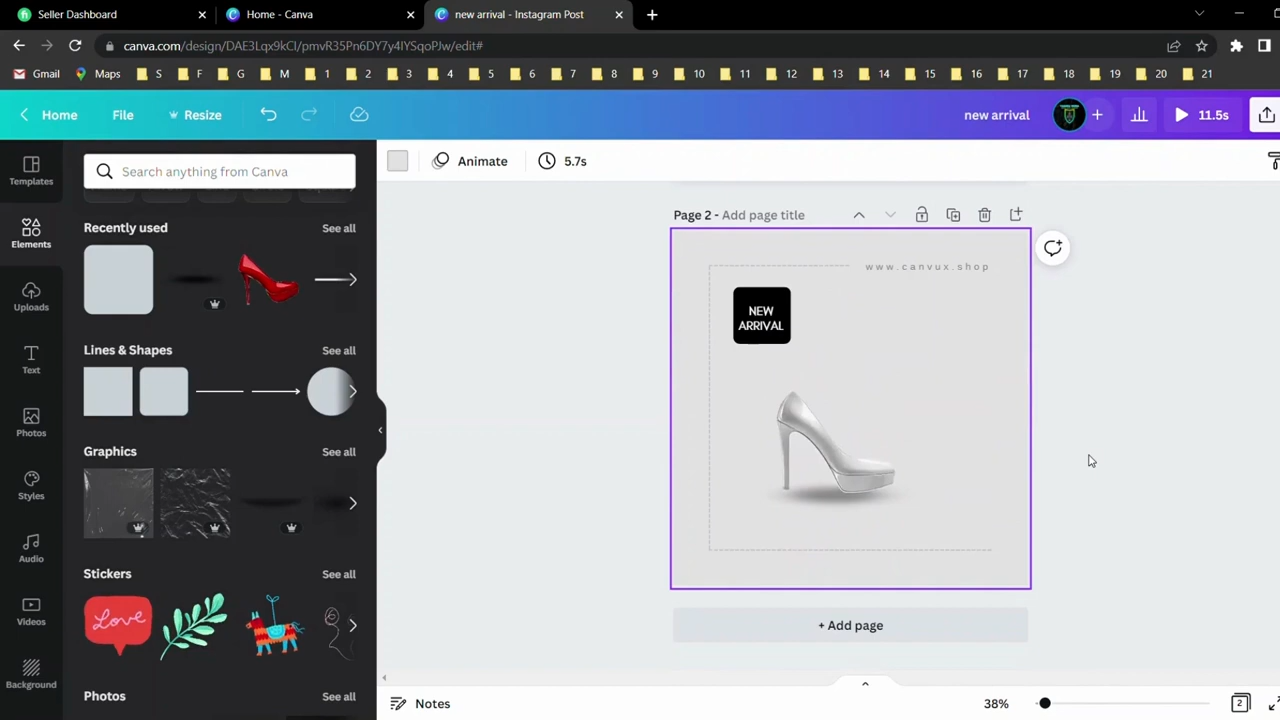 Seller Dashboard
Home - Canva
new arrival - Instagram Post
canva.com/design/DAE3Lqx9kCI/pmvR35Pn6DY7y4IYSqoPJw/edit#
Gmail Maps S F G M 1 2 3 4 5 6 7 8 9 10 11 12 13 14 15 16 17 18 19 20 21
Home File Resize new arrival 11.5s
Templates
Elements
Uploads
Text
Photos
Styles
Audio
Videos
Background
Search anything from Canva
Recently used See all
Lines & Shapes See all
Graphics See all
Stickers See all
Love
Photos See all
Animate 5.7s
Page 2 - Add page title
www.canvux.shop
NEW
ARRIVAL
+ Add page
Notes 38% 2